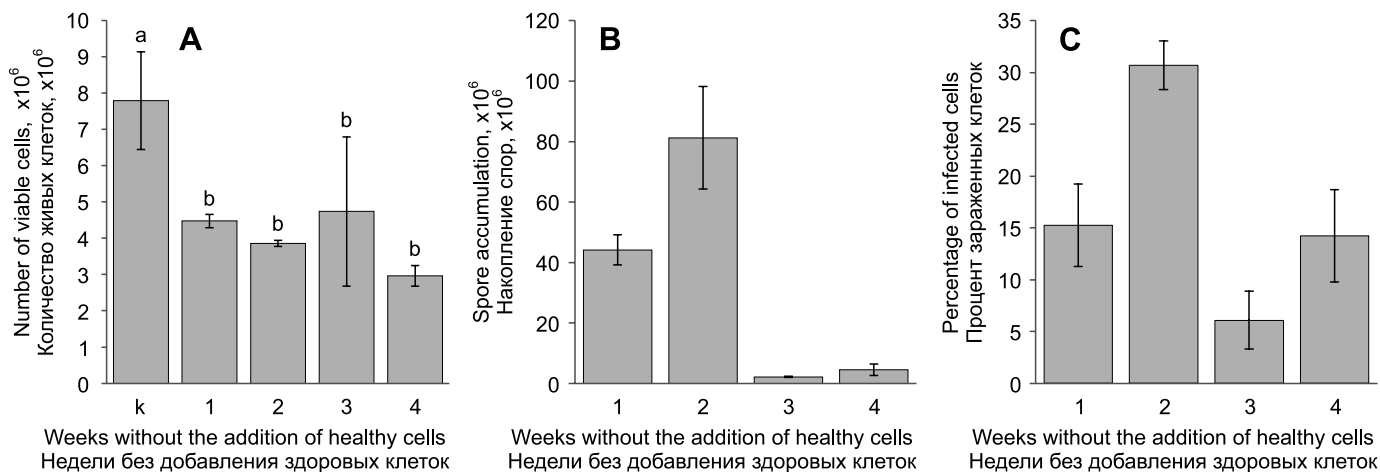 A
Number of viable cells, x10⁶
Количество живых клеток, x10⁶
10
9
8
7
6
5
4
3
2
1
0
a
b
b
b
b
k 1 2 3 4
Weeks without the addition of healthy cells
Недели без добавления здоровых клеток
B
Spore accumulation, x10⁶
Накопление спор, x10⁶
120
100
80
60
40
20
0
1 2 3 4
Weeks without the addition of healthy cells
Недели без добавления здоровых клеток
C
Percentage of infected cells
Процент зараженных клеток
35
30
25
20
15
10
5
0
1 2 3 4
Weeks without the addition of healthy cells
Недели без добавления здоровых клеток